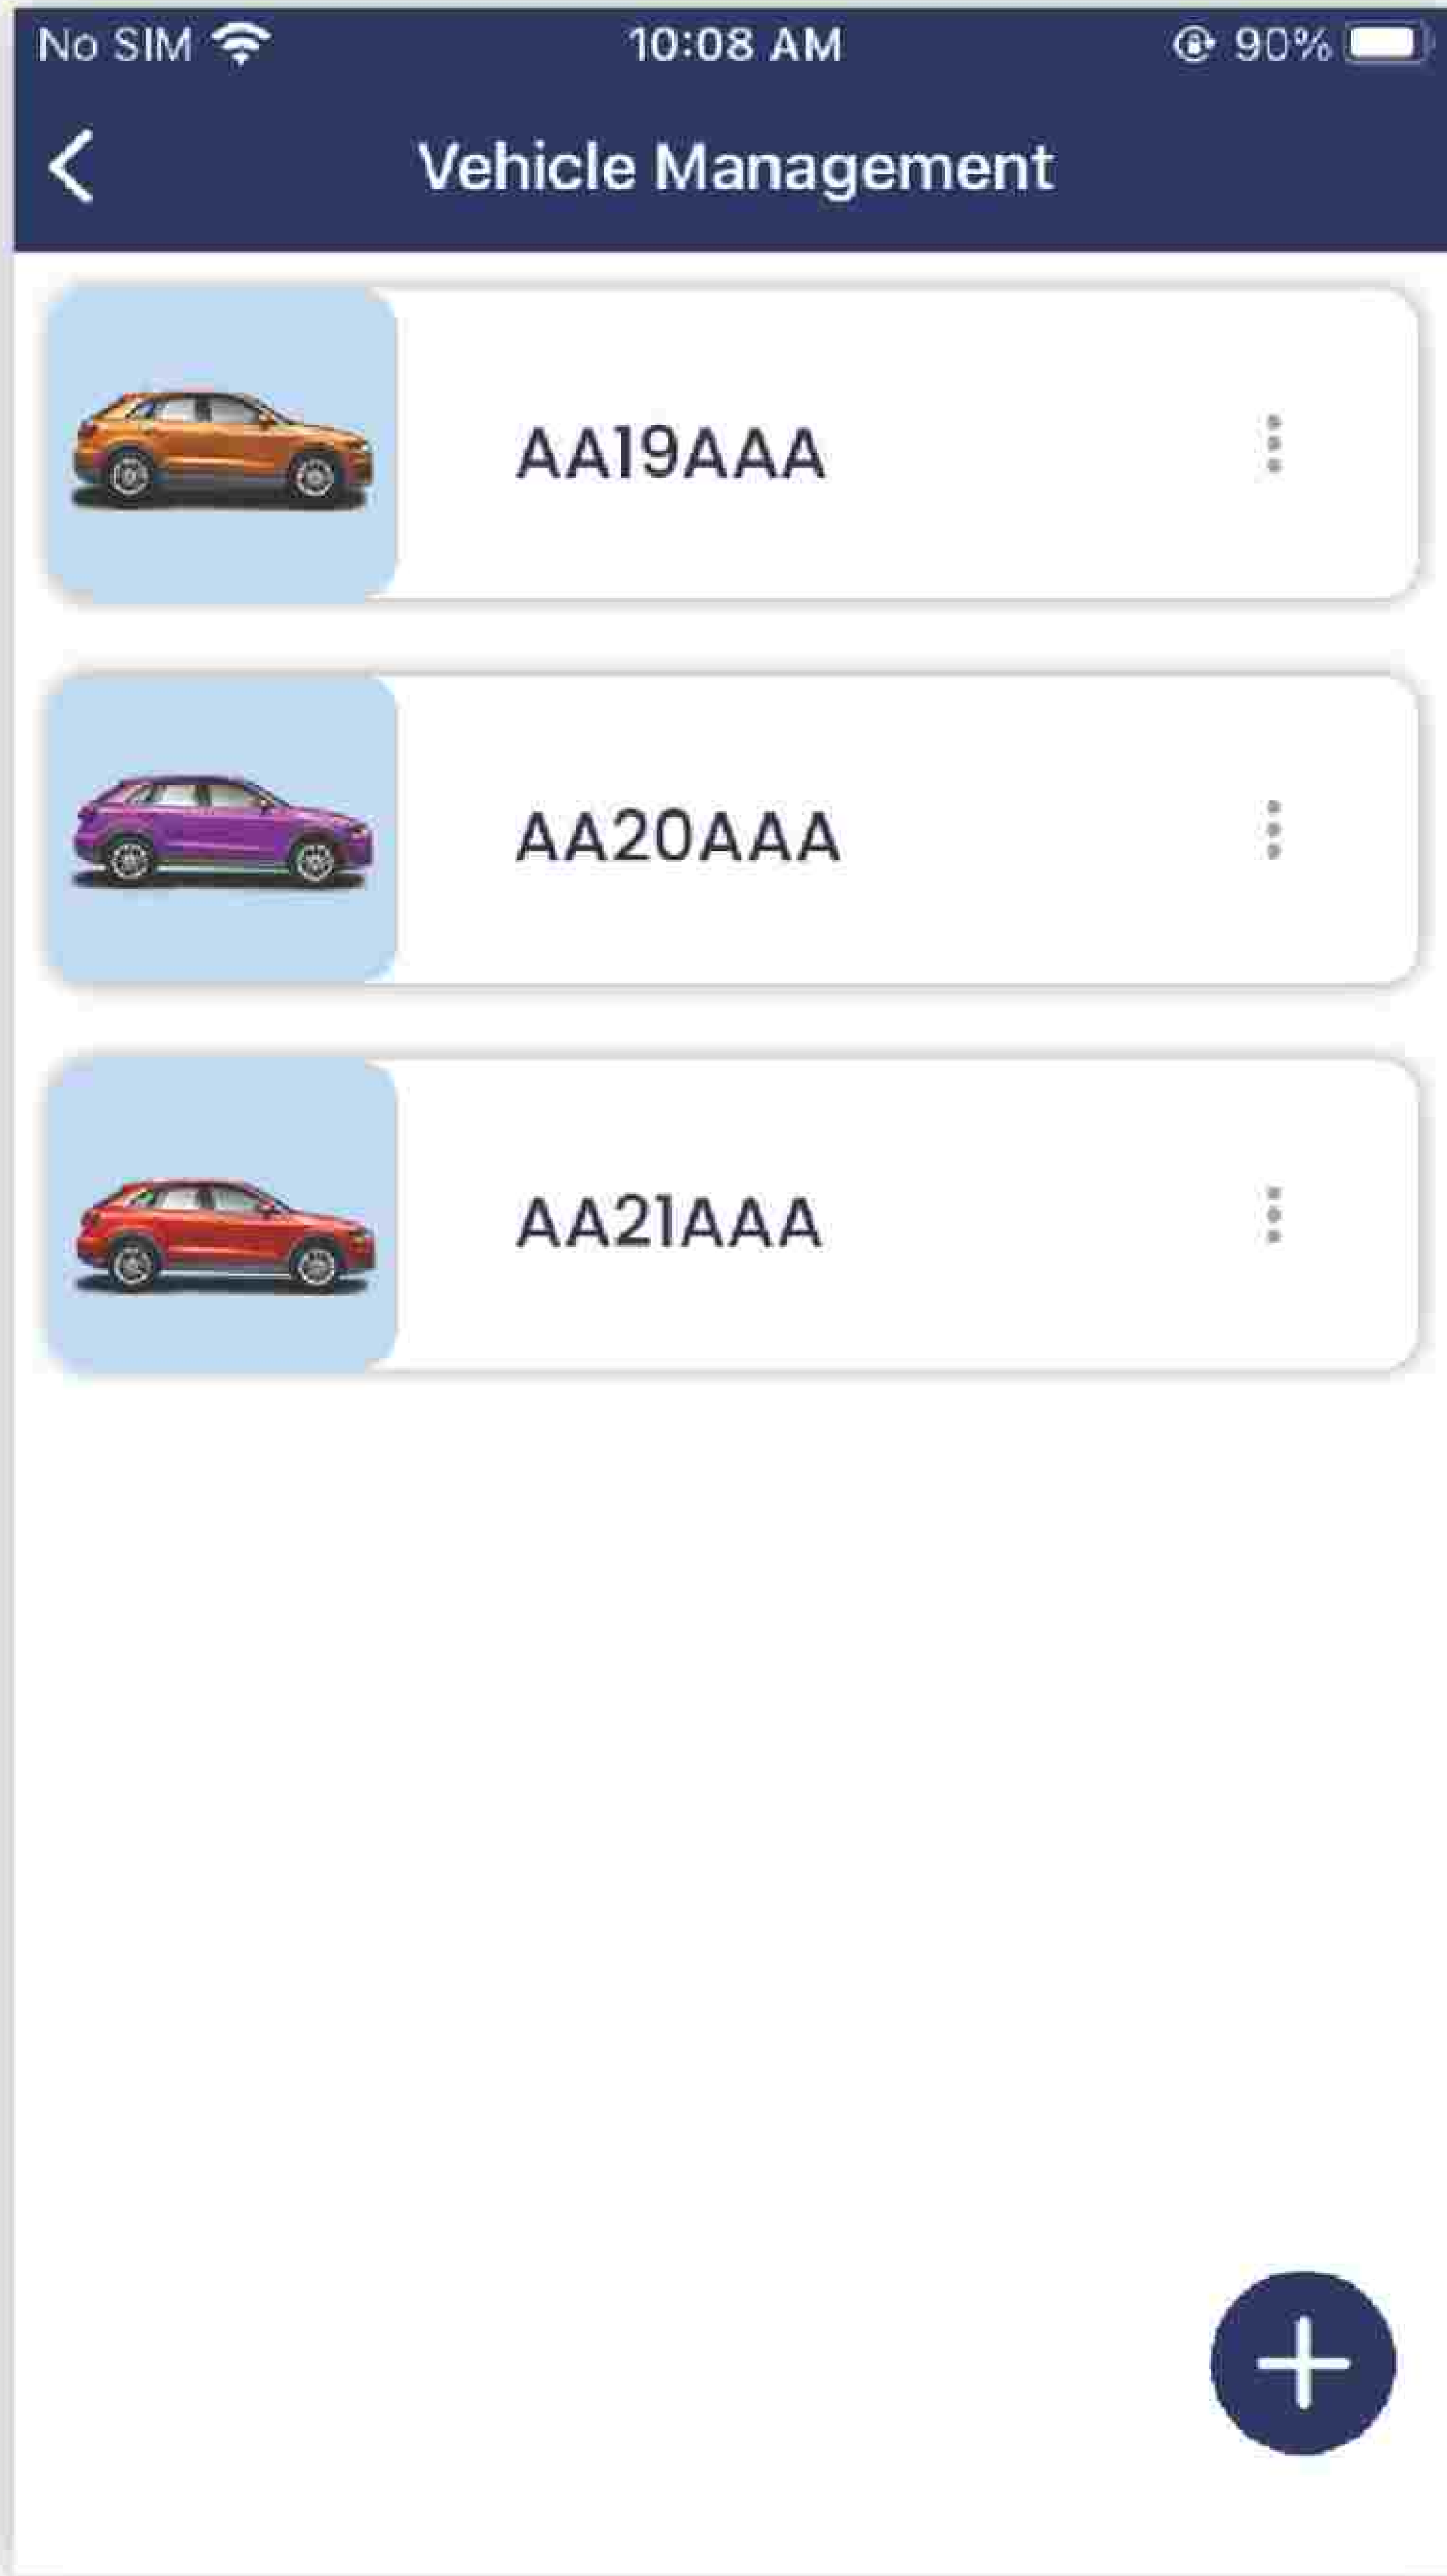 No SIM 10:08 AM 90%
Vehicle Management
AA19AAA
AA20AAA
AA21AAA